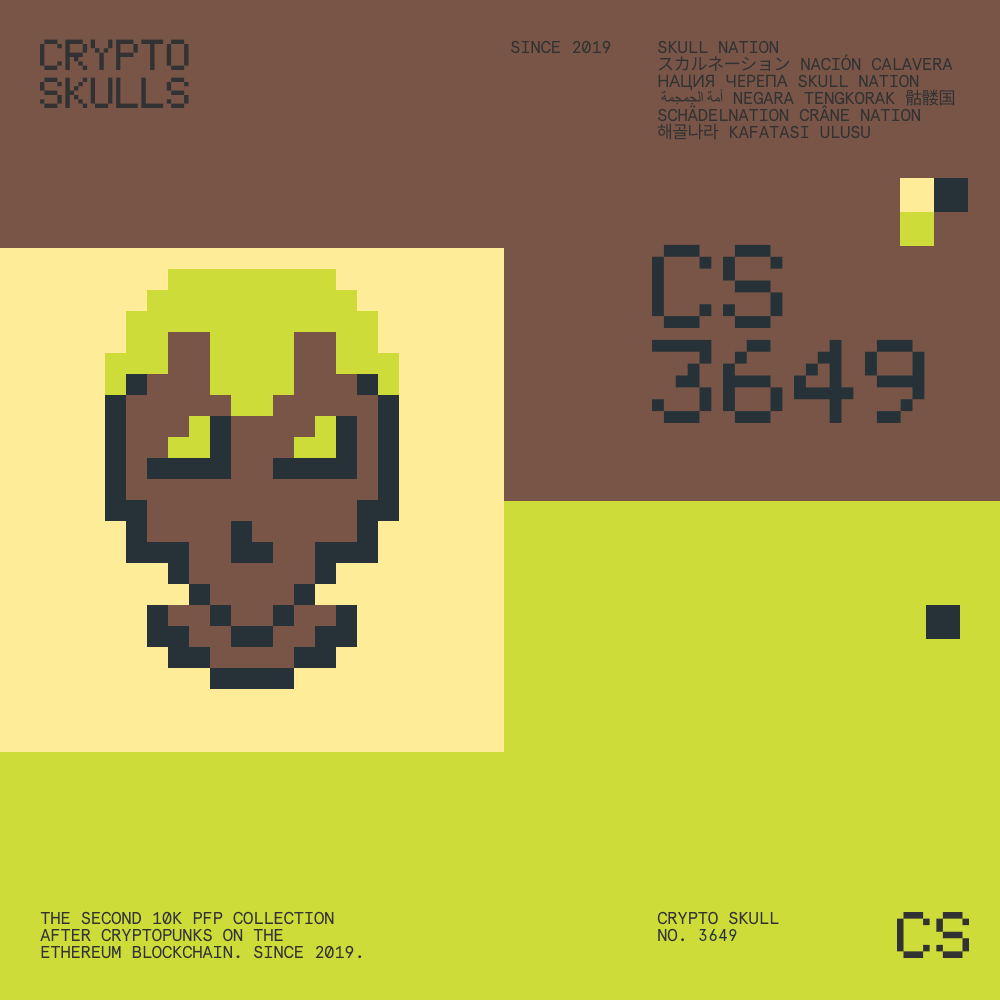 CRYPTO
SKULLS
SINCE 2019
SKULL NATION
スカルネーション NACIÓN CALAVERA
НАЦИЯ ЧЕРЕПА SKULL NATION
أمة الجمجمة NEGARA TENGKORAK 骷髅国
SCHÄDELNATION CRÂNE NATION
해골나라 KAFATASI ULUSU
CS
3649
THE SECOND 10K PFP COLLECTION
AFTER CRYPTOPUNKS ON THE
ETHEREUM BLOCKCHAIN. SINCE 2019.
CRYPTO SKULL
NO. 3649
CS